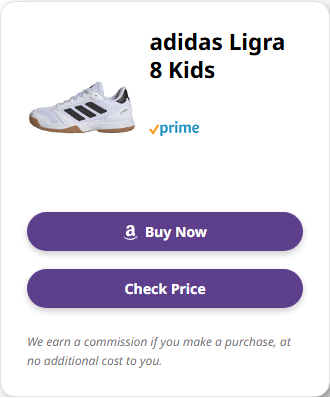 adidas Ligra
8 Kids
prime
Buy Now
Check Price
We earn a commission if you make a purchase, at
no additional cost to you.